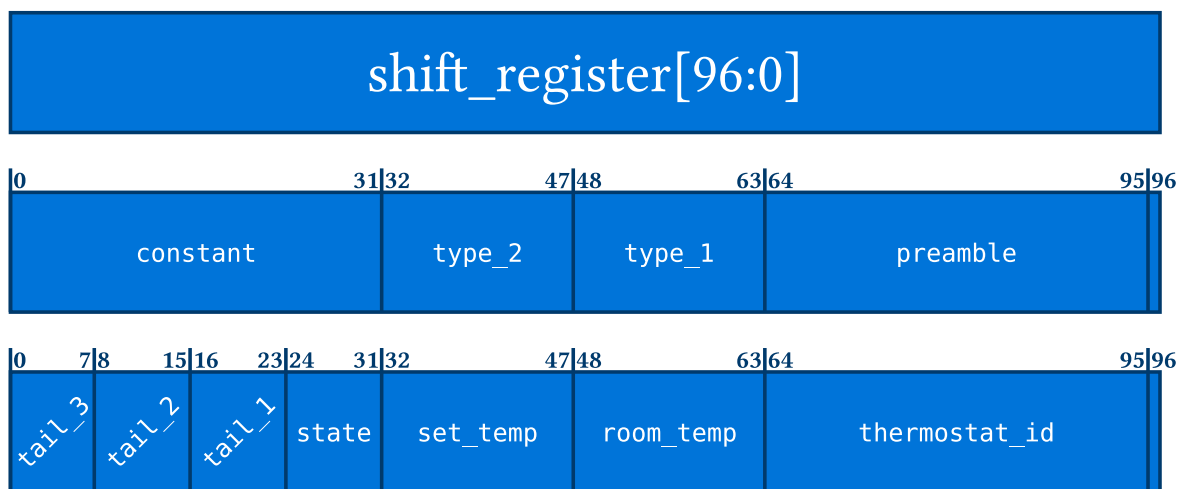 shift_register[96:0]
0 31 32 47 48 63 64 95 96
constant type_2 type_1 preamble
0 7 8 15 16 23 24 31 32 47 48 63 64 95 96
tail_3 tail_2 tail_1 state set_temp room_temp thermostat_id